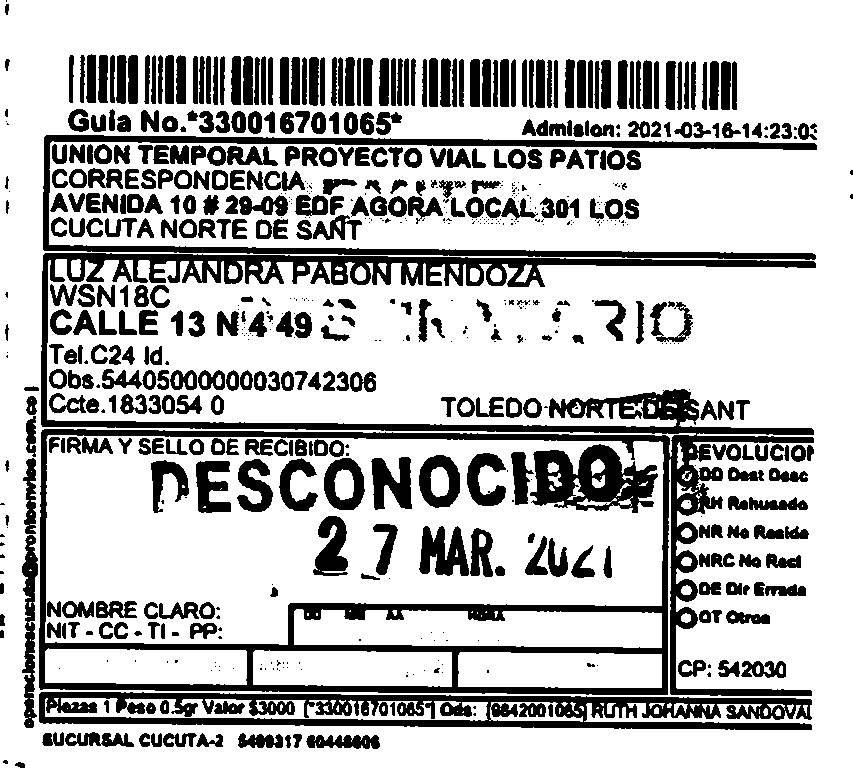 Guia No.*330016701065*
Admision: 2021-03-16-14:23:03
UNION TEMPORAL PROYECTO VIAL LOS PATIOS
CORRESPONDENCIA
AVENIDA 10 # 29-09 EDF AGORA LOCAL 301 LOS
CUCUTA NORTE DE SANT
LUZ ALEJANDRA PABON MENDOZA
WSN18C
CALLE 13 N 4 49
Tel.C24 Id.
Obs.54405000000030742306
Ccte.1833054 0
TOLEDO-NORTE DE SANT
FIRMA Y SELLO DE RECIBIDO:
DESCONOCIDO
27 MAR. 2021
NOMBRE CLARO:
NIT - CC - TI - PP:
DEVOLUCION
DD Dest Desc
RH Rehusado
NR No Reside
NRC No Recl
DE Dir Errada
OT Otros
CP: 542030
Piezas 1 Peso 0.5gr Valor $3000 [*330016701065*] Ods: [9842001065] RUTH JOHANNA SANDOVAL
SUCURSAL CUCUTA-2
operacionescucuta@prontoenvios.com.co